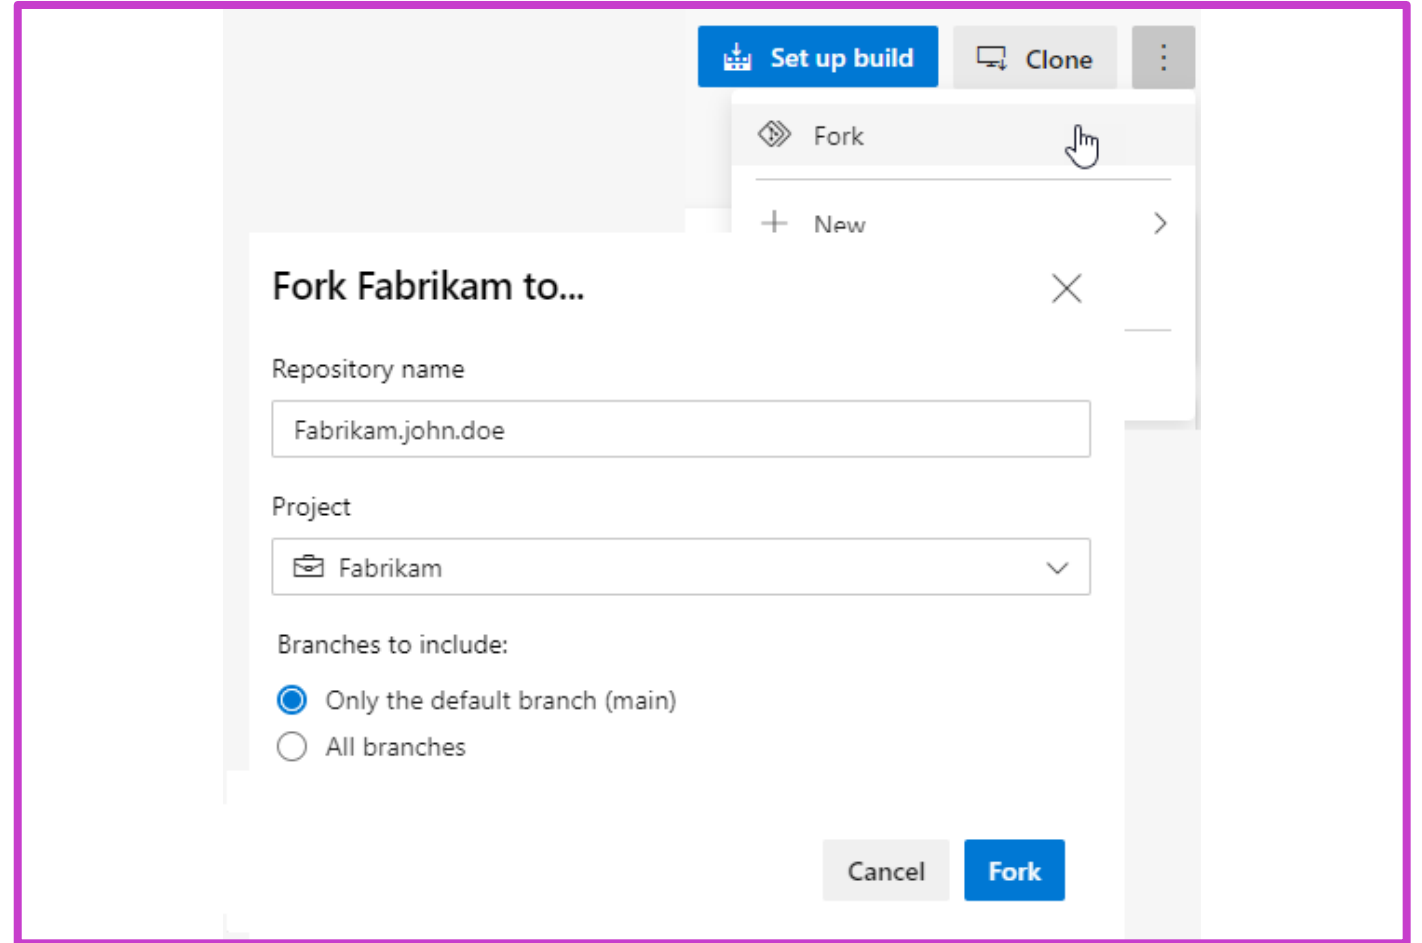 Set up build
Clone
Fork
New
Fork Fabrikam to...
Repository name
Fabrikam.john.doe
Project
Fabrikam
Branches to include:
Only the default branch (main)
All branches
Cancel
Fork